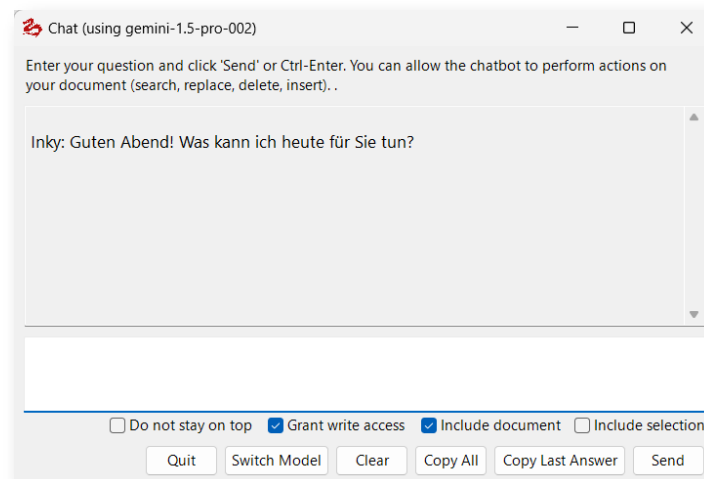 Chat (using gemini-1.5-pro-002)
Enter your question and click 'Send' or Ctrl-Enter. You can allow the chatbot to perform actions on
your document (search, replace, delete, insert). .
Inky: Guten Abend! Was kann ich heute für Sie tun?
Do not stay on top Grant write access Include document Include selection
Quit Switch Model Clear Copy All Copy Last Answer Send